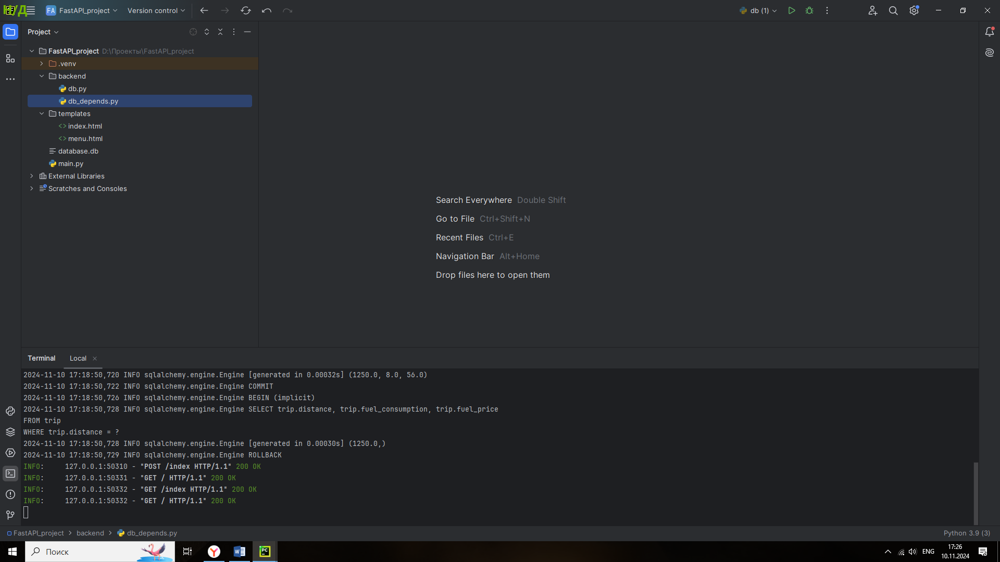 FA FastAPI_project Version control db (1)
Project
FastAPI_project D:\Проекты\FastAPI_project
.venv
backend
db.py
db_depends.py
templates
index.html
menu.html
database.db
main.py
External Libraries
Scratches and Consoles
Search Everywhere Double Shift
Go to File Ctrl+Shift+N
Recent Files Ctrl+E
Navigation Bar Alt+Home
Drop files here to open them
Terminal Local
2024-11-10 17:18:50,720 INFO sqlalchemy.engine.Engine [generated in 0.00032s] (1250.0, 8.0, 56.0)
2024-11-10 17:18:50,722 INFO sqlalchemy.engine.Engine COMMIT
2024-11-10 17:18:50,726 INFO sqlalchemy.engine.Engine BEGIN (implicit)
2024-11-10 17:18:50,728 INFO sqlalchemy.engine.Engine SELECT trip.distance, trip.fuel_consumption, trip.fuel_price
FROM trip
WHERE trip.distance = ?
2024-11-10 17:18:50,728 INFO sqlalchemy.engine.Engine [generated in 0.00030s] (1250.0,)
2024-11-10 17:18:50,729 INFO sqlalchemy.engine.Engine ROLLBACK
INFO: 127.0.0.1:50310 - "POST /index HTTP/1.1" 200 OK
INFO: 127.0.0.1:50331 - "GET / HTTP/1.1" 200 OK
INFO: 127.0.0.1:50332 - "GET /index HTTP/1.1" 200 OK
INFO: 127.0.0.1:50332 - "GET / HTTP/1.1" 200 OK
FastAPI_project backend db_depends.py Python 3.9 (3)
Поиск PC ENG 17:26
10.11.2024